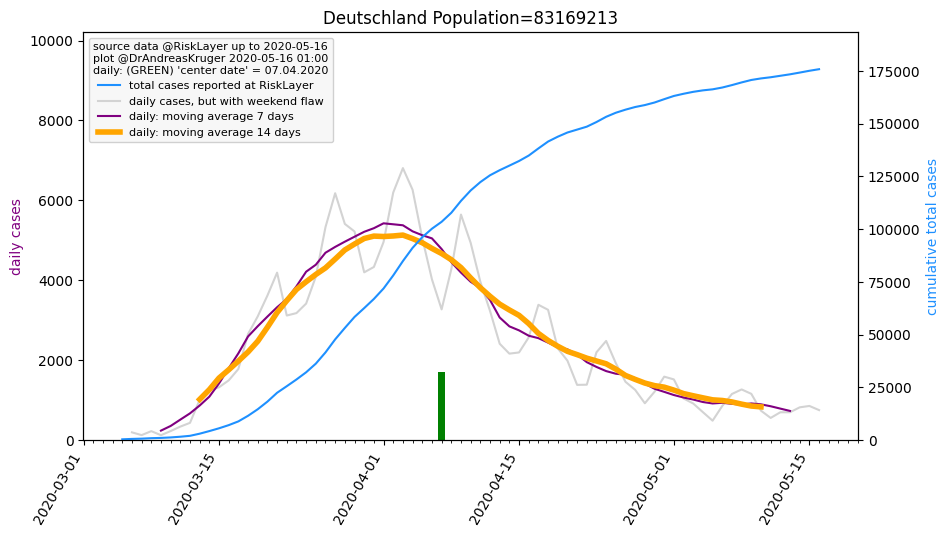 Deutschland Population=83169213
source data @RiskLayer up to 2020-05-16
plot @DrAndreasKruger 2020-05-16 01:00
daily: (GREEN) 'center date' = 07.04.2020
total cases reported at RiskLayer
daily cases, but with weekend flaw
daily: moving average 7 days
daily: moving average 14 days
daily cases
10000
8000
6000
4000
2000
0
175000
150000
125000
100000
75000
50000
25000
0
cumulative total cases
2020-03-01
2020-03-15
2020-04-01
2020-04-15
2020-05-01
2020-05-15